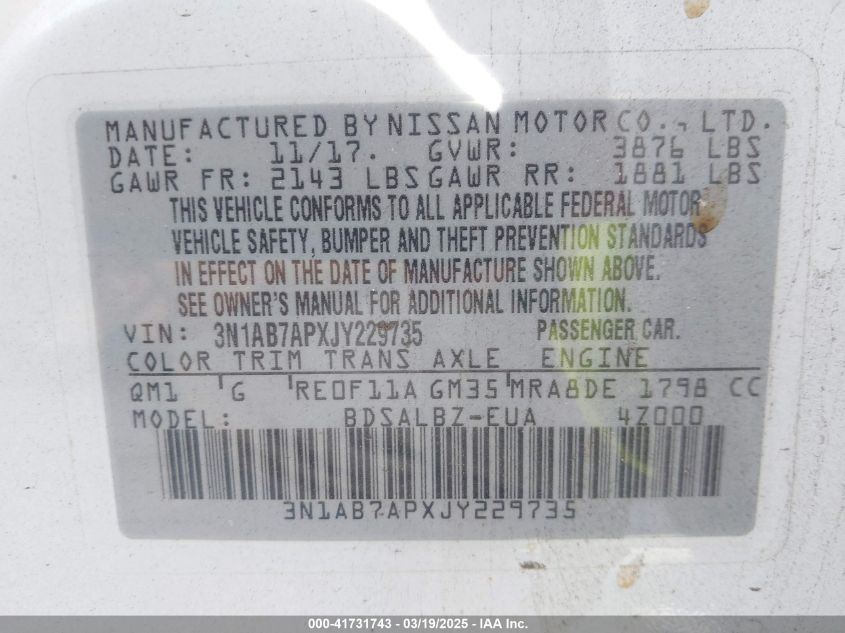 MANUFACTURED BY NISSAN MOTOR CO., LTD.
DATE: 11/17. GVWR: 3876 LBS
GAWR FR: 2143 LBS GAWR RR: 1881 LBS
THIS VEHICLE CONFORMS TO ALL APPLICABLE FEDERAL MOTOR
VEHICLE SAFETY, BUMPER AND THEFT PREVENTION STANDARDS
IN EFFECT ON THE DATE OF MANUFACTURE SHOWN ABOVE.
SEE OWNER'S MANUAL FOR ADDITIONAL INFORMATION.
VIN: 3N1AB7APXJY229735 PASSENGER CAR.
COLOR TRIM TRANS AXLE ENGINE
QM1 G RE0F11A GM35 MRA8DE 1798 CC
MODEL: BDSALBZ-EUA 4Z000
3N1AB7APXJY229735
000-41731743 - 03/19/2025 - IAA Inc.